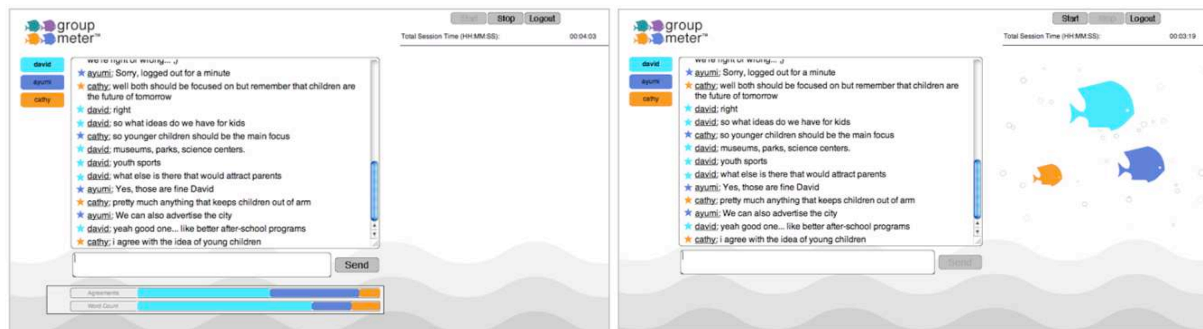 group
meter™
Start Stop Logout
Total Session Time (HH:MM:SS): 00:04:03
david
ayumi
cathy
we're right or wrong... ;)
ayumi: Sorry, logged out for a minute
cathy: well both should be focused on but remember that children are
the future of tomorrow
david: right
david: so what ideas do we have for kids
cathy: so younger children should be the main focus
david: museums, parks, science centers.
david: youth sports
david: what else is there that would attract parents
ayumi: Yes, those are fine David
cathy: pretty much anything that keeps children out of arm
ayumi: We can also advertise the city
david: yeah good one... like better after-school programs
cathy: i agree with the idea of young children
Send
Agreements
Word Count
group
meter™
Start Stop Logout
Total Session Time (HH:MM:SS): 00:03:19
david
ayumi
cathy
we're right or wrong... ;)
ayumi: Sorry, logged out for a minute
cathy: well both should be focused on but remember that children are
the future of tomorrow
david: right
david: so what ideas do we have for kids
cathy: so younger children should be the main focus
david: museums, parks, science centers.
david: youth sports
david: what else is there that would attract parents
ayumi: Yes, those are fine David
cathy: pretty much anything that keeps children out of arm
ayumi: We can also advertise the city
david: yeah good one... like better after-school programs
cathy: i agree with the idea of young children
Send